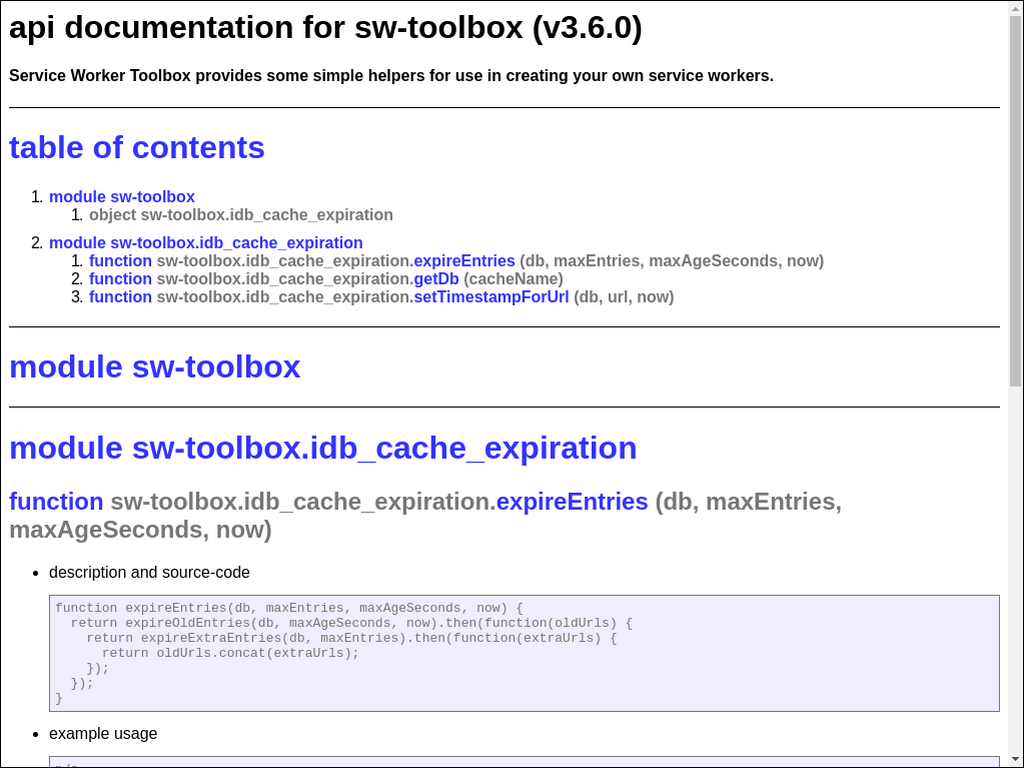 api documentation for sw-toolbox (v3.6.0)
Service Worker Toolbox provides some simple helpers for use in creating your own service workers.
table of contents
1. module sw-toolbox
1. object sw-toolbox.idb_cache_expiration
2. module sw-toolbox.idb_cache_expiration
1. function sw-toolbox.idb_cache_expiration.expireEntries (db, maxEntries, maxAgeSeconds, now)
2. function sw-toolbox.idb_cache_expiration.getDb (cacheName)
3. function sw-toolbox.idb_cache_expiration.setTimestampForUrl (db, url, now)
module sw-toolbox
module sw-toolbox.idb_cache_expiration
function sw-toolbox.idb_cache_expiration.expireEntries (db, maxEntries,
maxAgeSeconds, now)
• description and source-code
function expireEntries(db, maxEntries, maxAgeSeconds, now) {
  return expireOldEntries(db, maxAgeSeconds, now).then(function(oldUrls) {
    return expireExtraEntries(db, maxEntries).then(function(extraUrls) {
      return oldUrls.concat(extraUrls);
    });
  });
}
• example usage